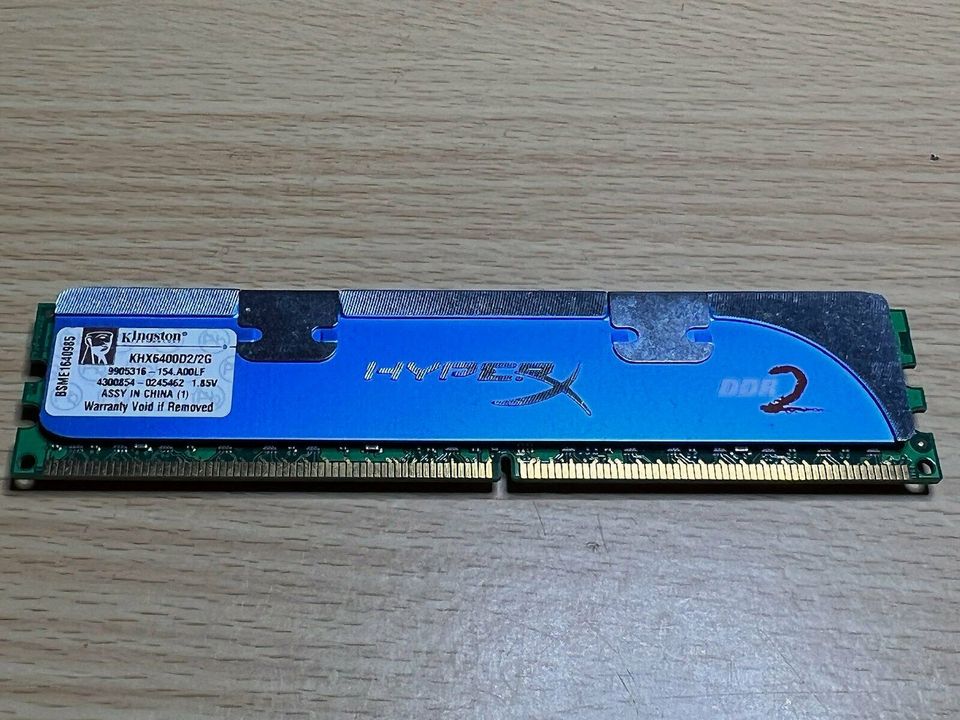 Kingston®
KHX6400D2/2G
9905316-154.A00LF
4300854-0245462 1.85V
ASSY IN CHINA (1)
Warranty Void if Removed
BSME1640985
HYPERX
DDR2